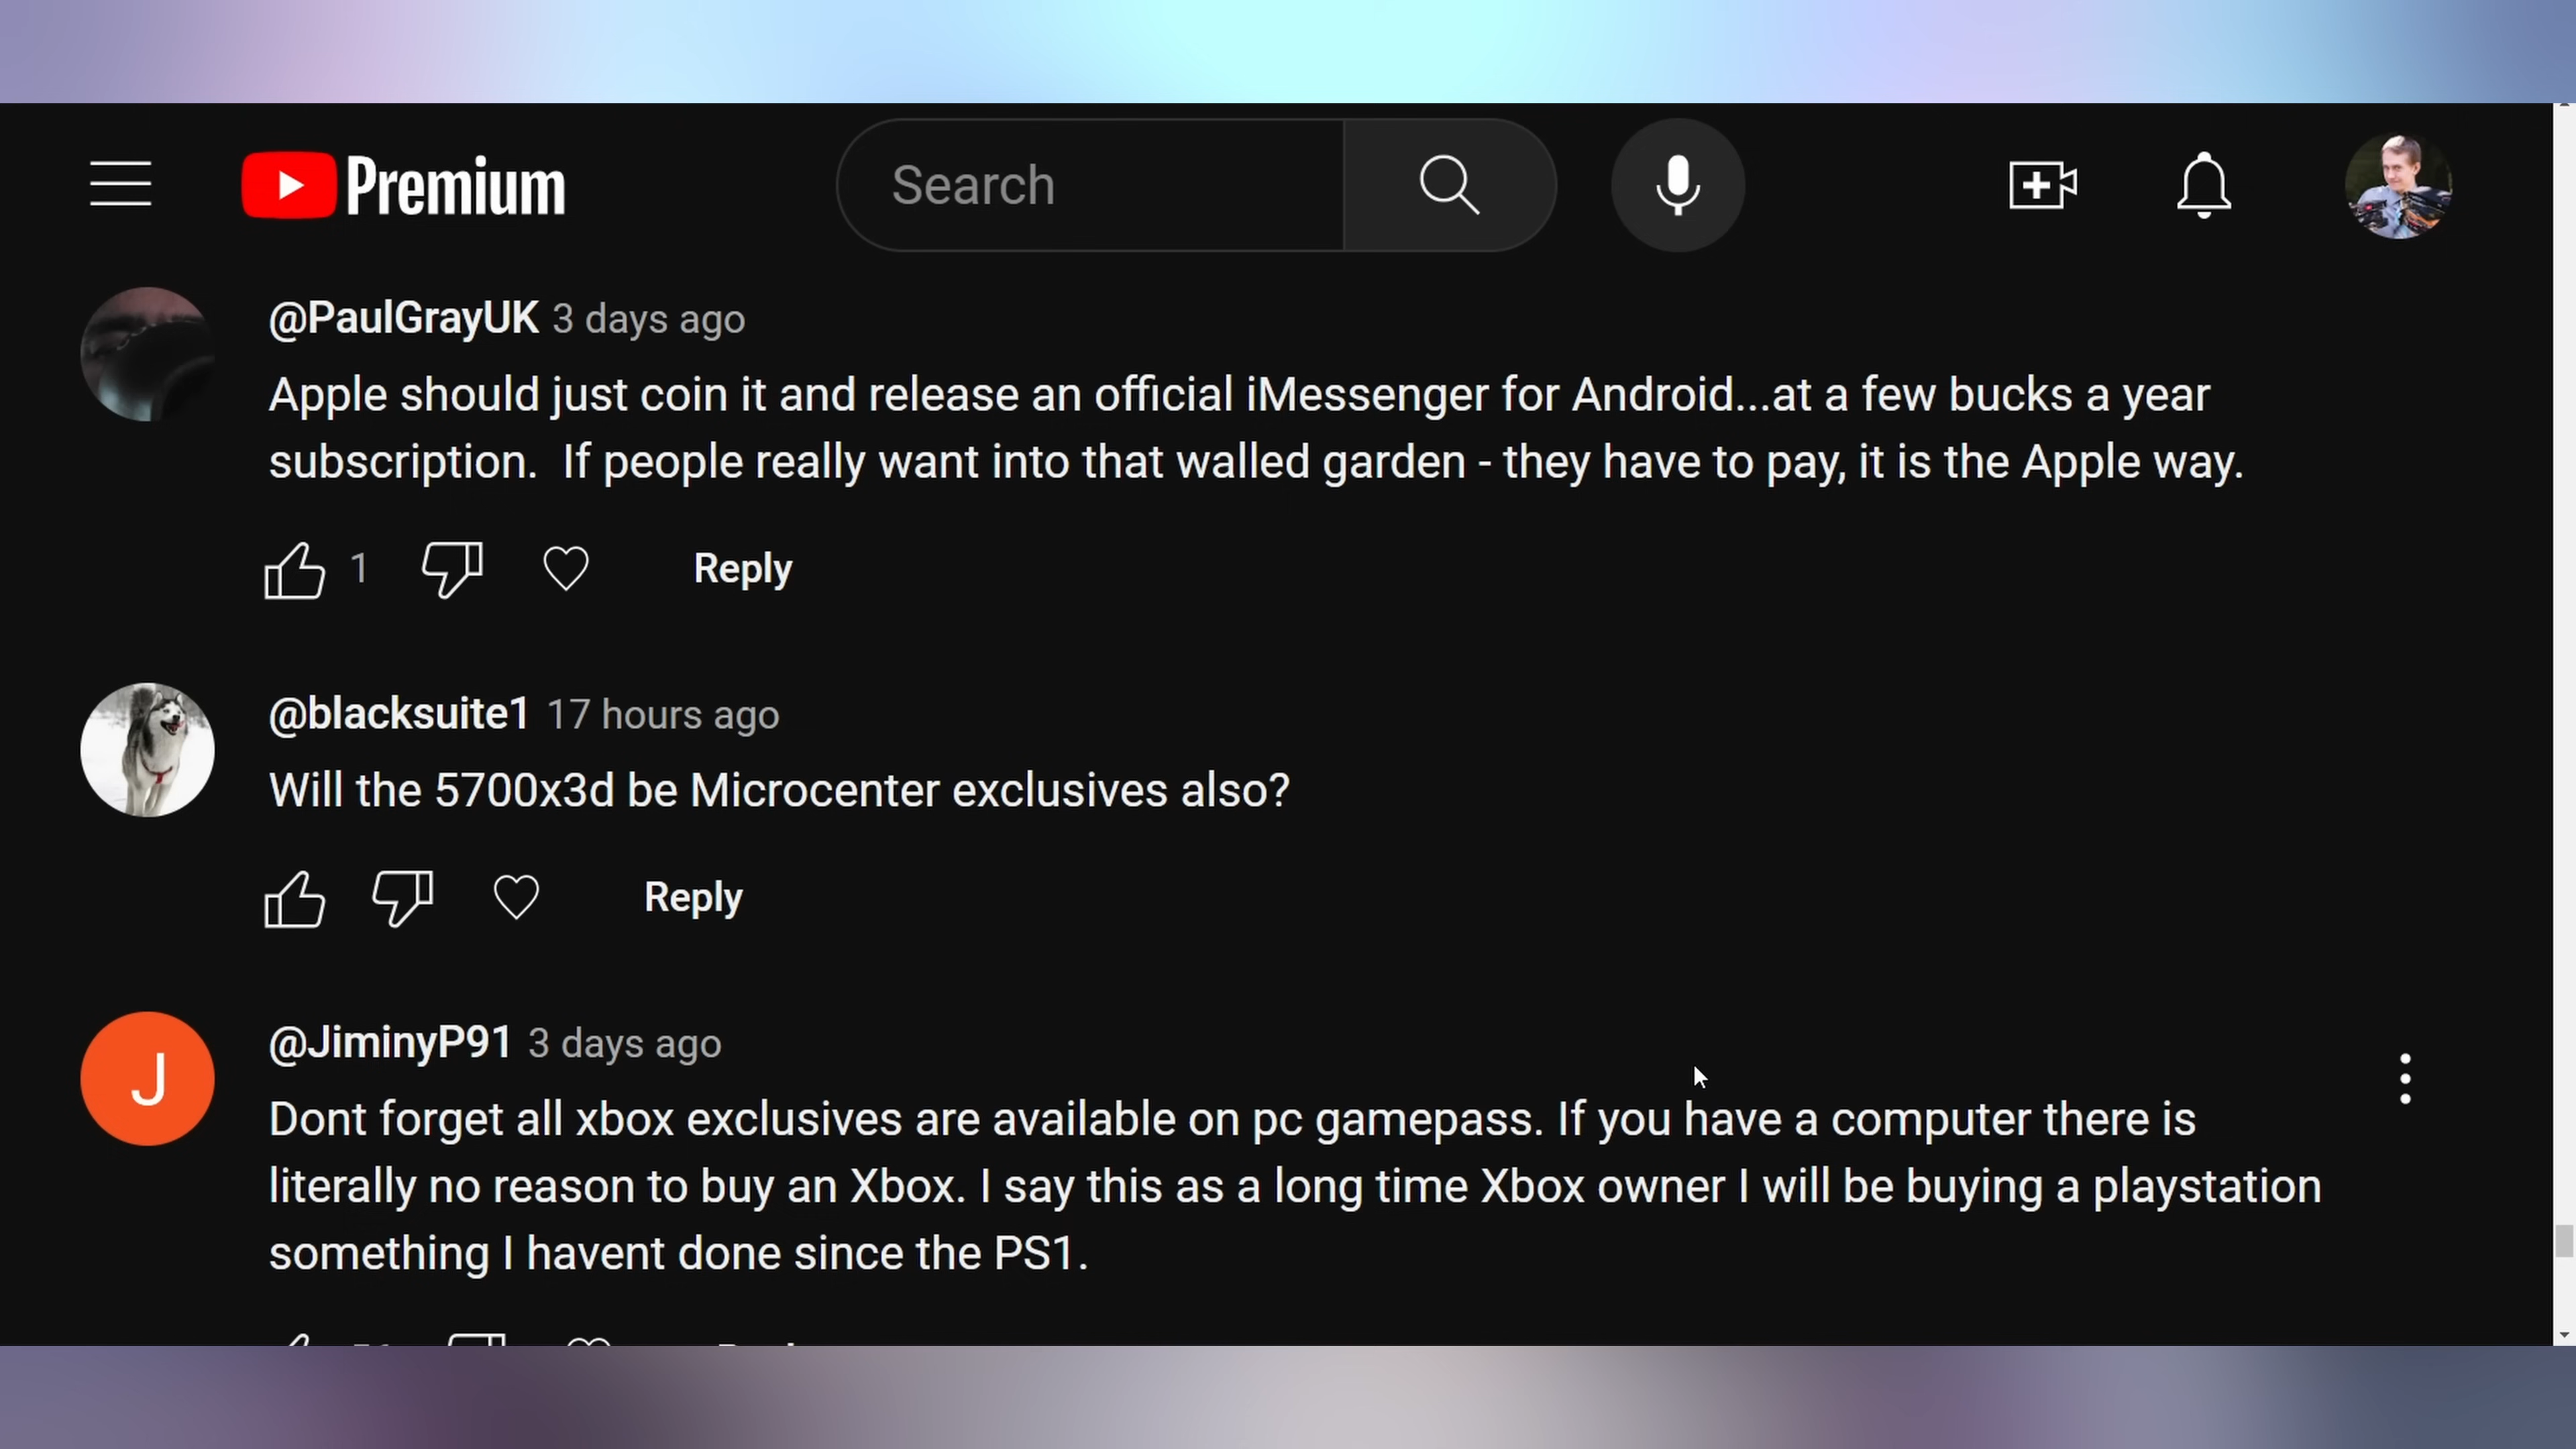 Premium
Search
@PaulGrayUK 3 days ago
Apple should just coin it and release an official iMessenger for Android...at a few bucks a year
subscription.  If people really want into that walled garden - they have to pay, it is the Apple way.
1
Reply
@blacksuite1 17 hours ago
Will the 5700x3d be Microcenter exclusives also?
Reply
J
@JiminyP91 3 days ago
Dont forget all xbox exclusives are available on pc gamepass. If you have a computer there is
literally no reason to buy an Xbox. I say this as a long time Xbox owner I will be buying a playstation
something I havent done since the PS1.